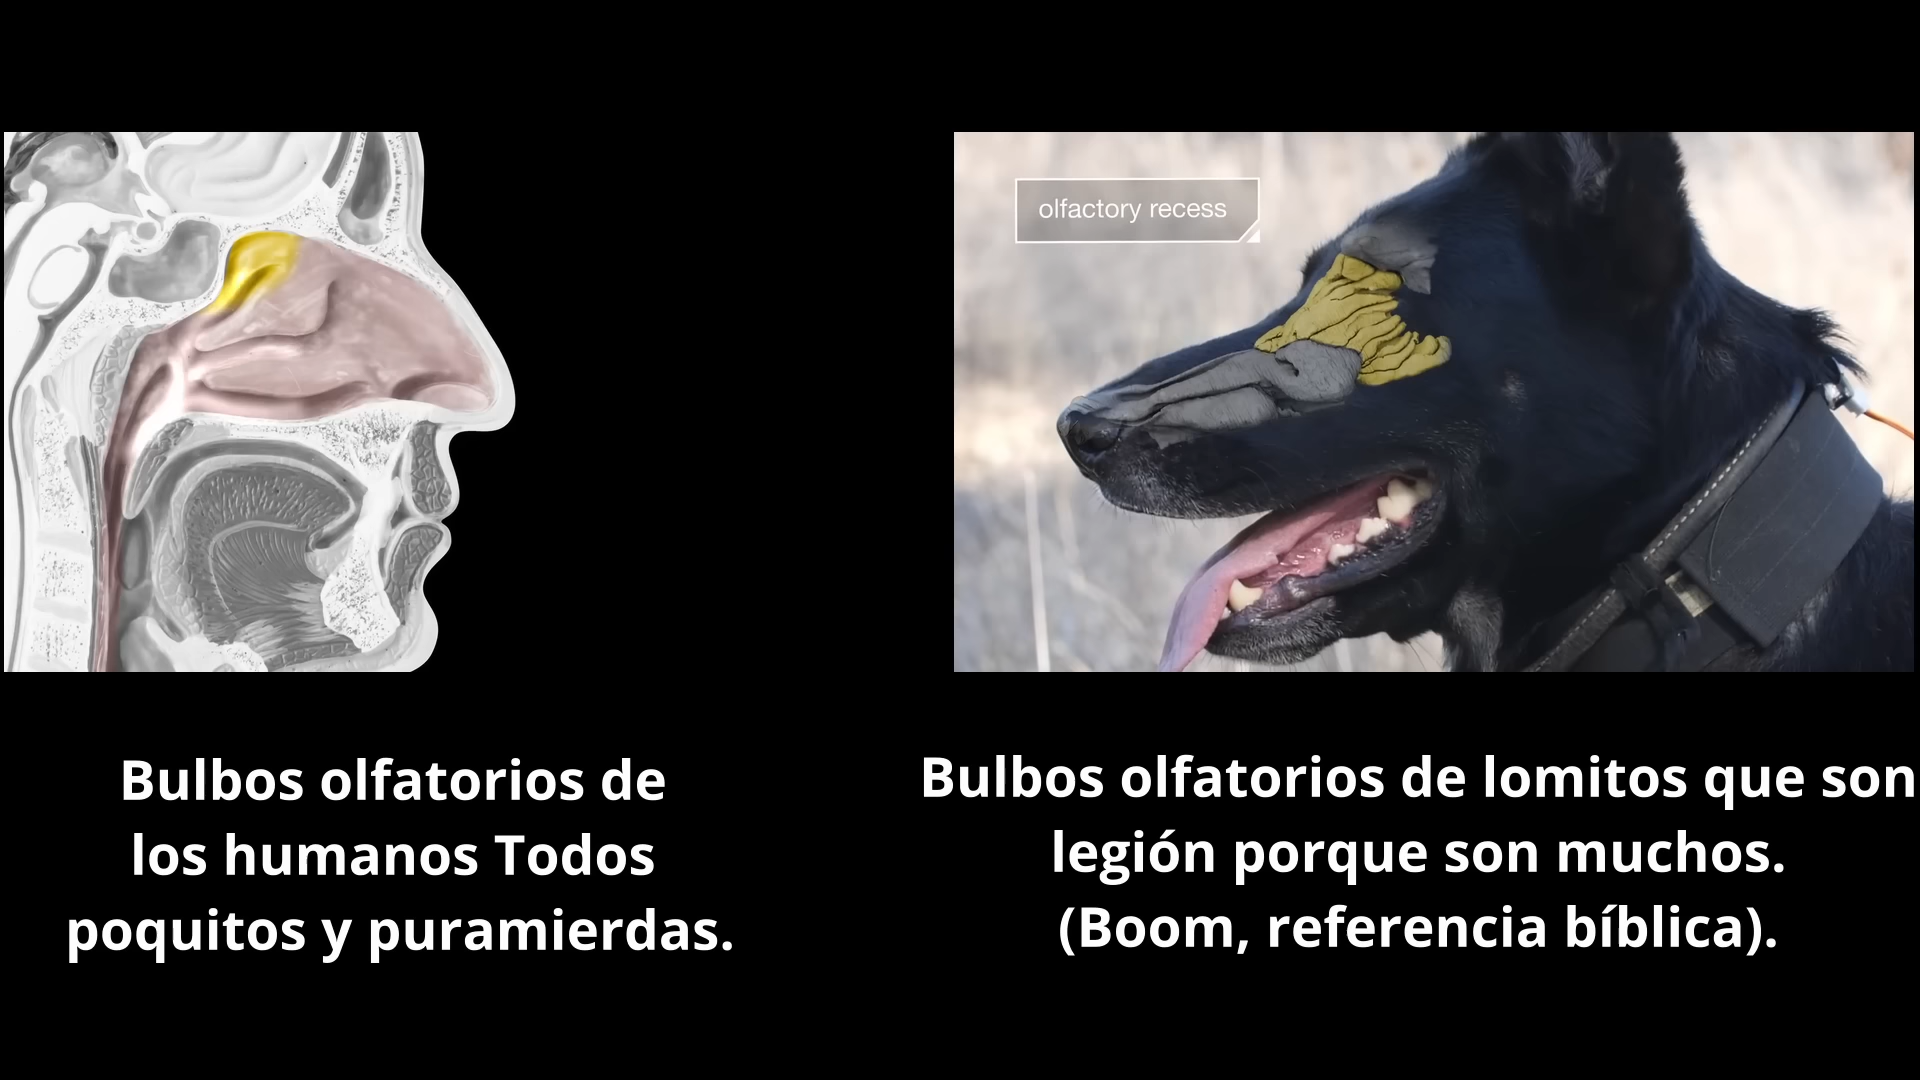 olfactory recess
Bulbos olfatorios de
los humanos Todos
poquitos y puramierdas.
Bulbos olfatorios de lomitos que son
legión porque son muchos.
(Boom, referencia bíblica).